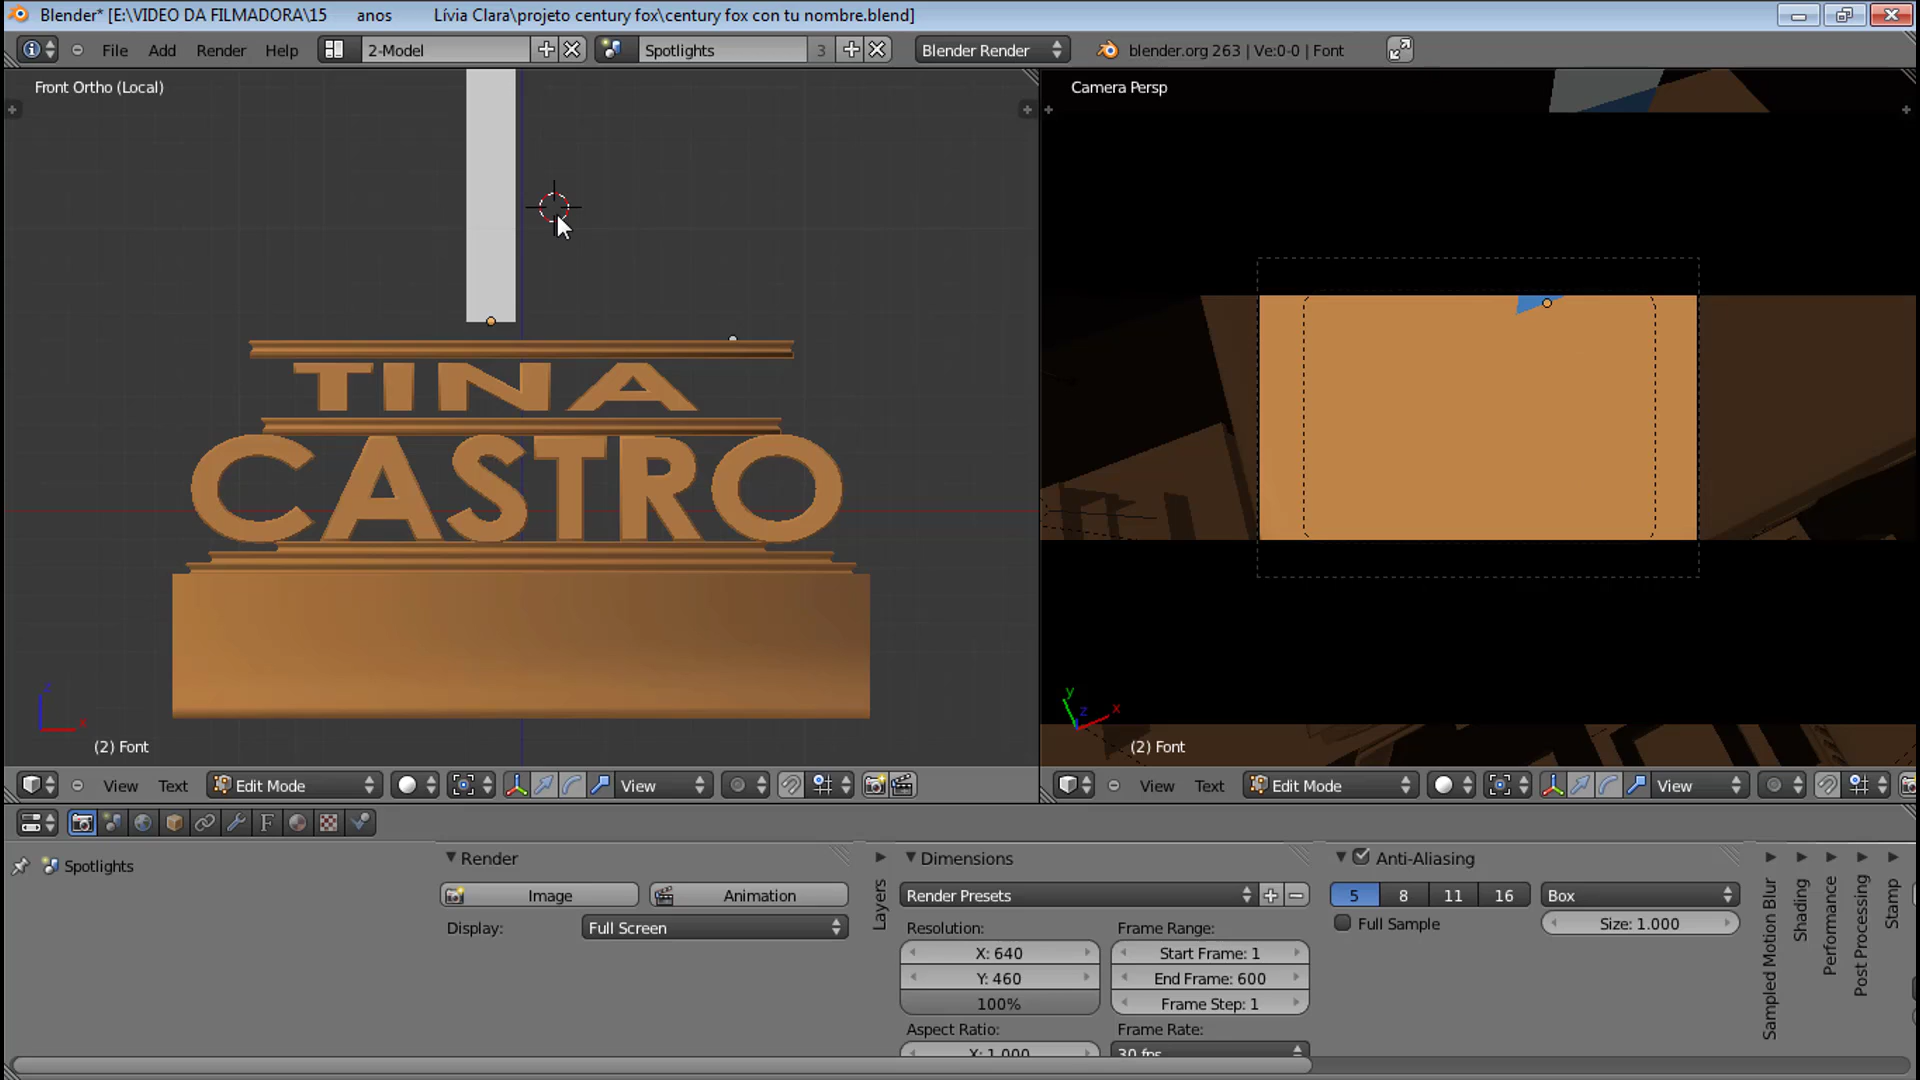 Blender* [E:\VIDEO DA FILMADORA\15 anos Lívia Clara\projeto century fox\century fox con tu nombre.blend]
File Add Render Help 2-Model Spotlights 3 Blender Render blender.org 263 | Ve:0-0 | Font
Front Ortho (Local)
Camera Persp
TINA
CASTRO
z
x
(2) Font
y
z
x
(2) Font
View Text Edit Mode View
View Text Edit Mode View
Spotlights
Render
Image Animation
Display: Full Screen
Layers
Dimensions
Render Presets
Resolution:
X: 640
Y: 460
100%
Aspect Ratio:
X: 1.000
Frame Range:
Start Frame: 1
End Frame: 600
Frame Step: 1
Frame Rate:
30 fps
Anti-Aliasing
5 8 11 16 Box
Full Sample Size: 1.000
Sampled Motion Blur
Shading
Performance
Post Processing
Stamp